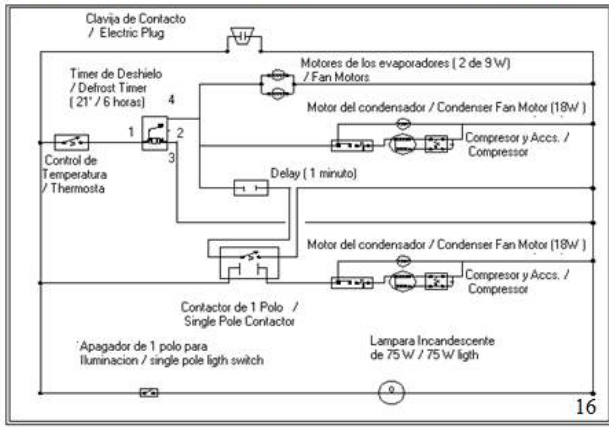 Clavija de Contacto
/ Electric Plug
Timer de Deshielo
/ Defrost Timer
( 21' / 6 horas)
4
Motores de los evaporadores ( 2 de 9 W)
/ Fan Motors
Motor del condensador / Condenser Fan Motor (18W )
1
2
3
Compresor y Accs. /
Compressor
Control de
Temperatura
/ Thermosta
Delay ( 1 minuto)
Motor del condensador / Condenser Fan Motor (18W )
Compresor y Accs. /
Compressor
Contactor de 1 Polo /
Single Pole Contactor
Apagador de 1 polo para
Iluminacion / single pole ligth switch
Lampara Incandescente
de 75 W / 75 W ligth
16